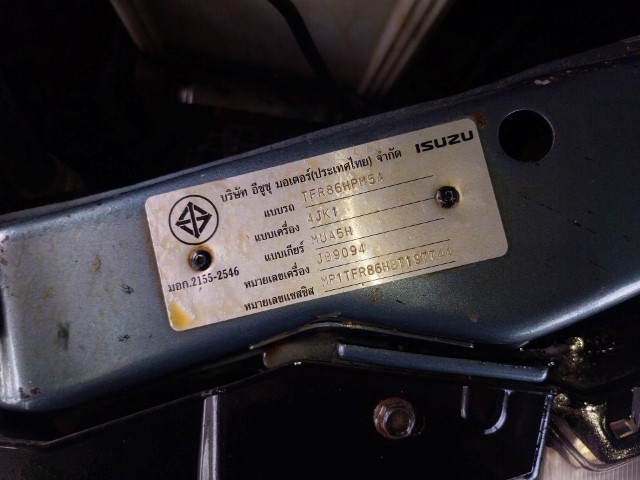 บริษัท อีซูซุ มอเตอร์(ประเทศไทย) จำกัด ISUZU
แบบรถ TFR86HPM5A
แบบเครื่อง 4JK1
แบบเกียร์ MUA5H
หมายเลขเครื่อง JB9094
หมายเลขแชสซิส
มอก.2155-2546